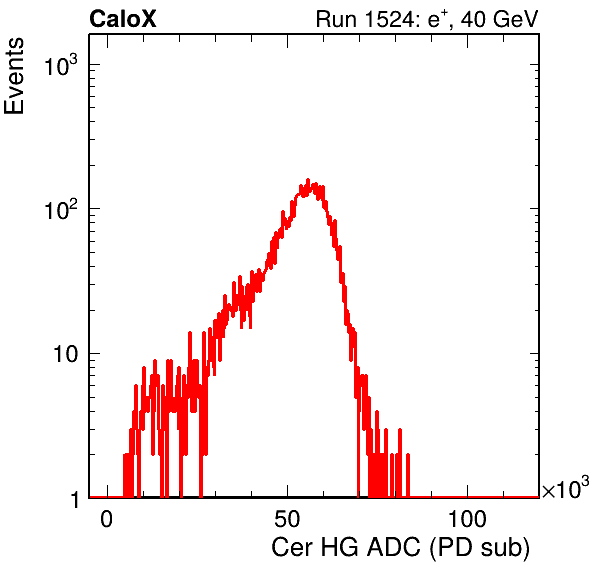 CaloX Run 1524: e⁺, 40 GeV
Events
10³
10²
10
1
0 50 100 ×10³
Cer HG ADC (PD sub)